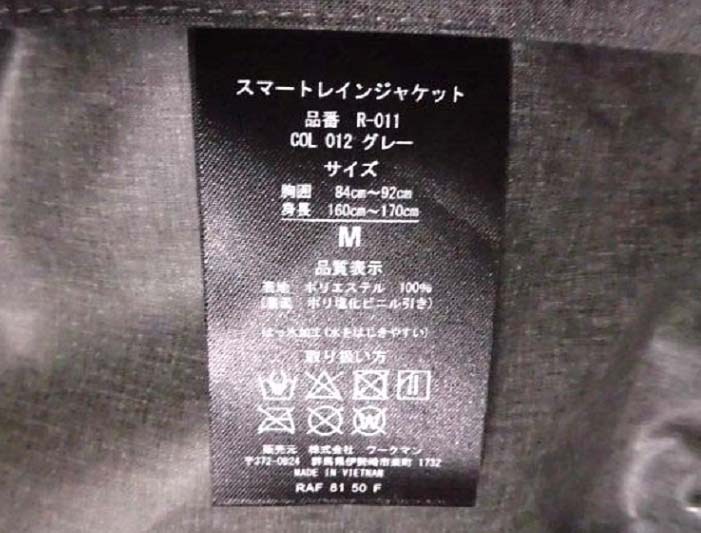 スマートレインジャケット
品番 R-011
COL 012 グレー
サイズ
胸囲 84cm～92cm
身長 160cm～170cm
M
品質表示
表地 ポリエステル 100%
(裏面 ポリ塩化ビニル引き)
はっ水加工(水をはじきやすい)
取り扱い方
W
販売元 株式会社 ワークマン
〒372-0824 群馬県伊勢崎市柴町 1732
MADE IN VIETNAM
RAF 81 50 F